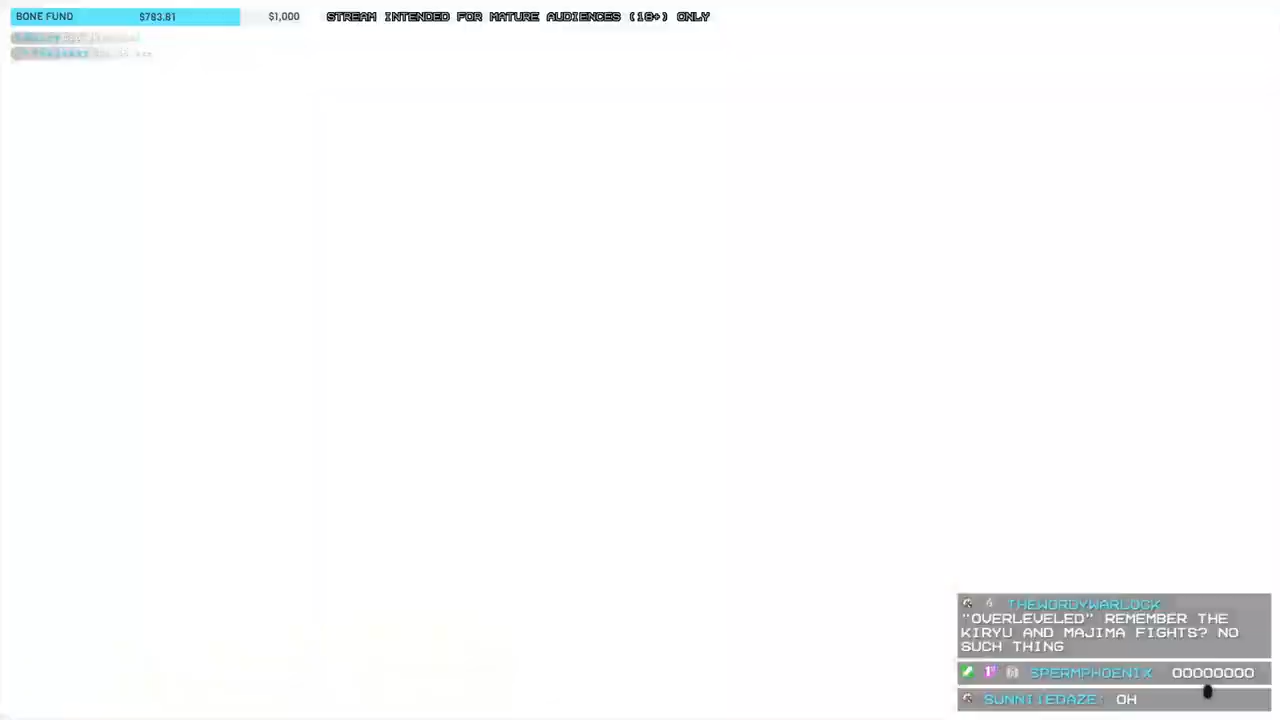 BONE FUND $783.81 $1,000 STREAM INTENDED FOR MATURE AUDIENCES (18+) ONLY
THEWORDYWARLOCK
"OVERLEVELED" REMEMBER THE
KIRYU AND MAJIMA FIGHTS? NO
SUCH THING
SPERMPHOENIX OOOOOOOO
SUNNIIEDAZE: OH